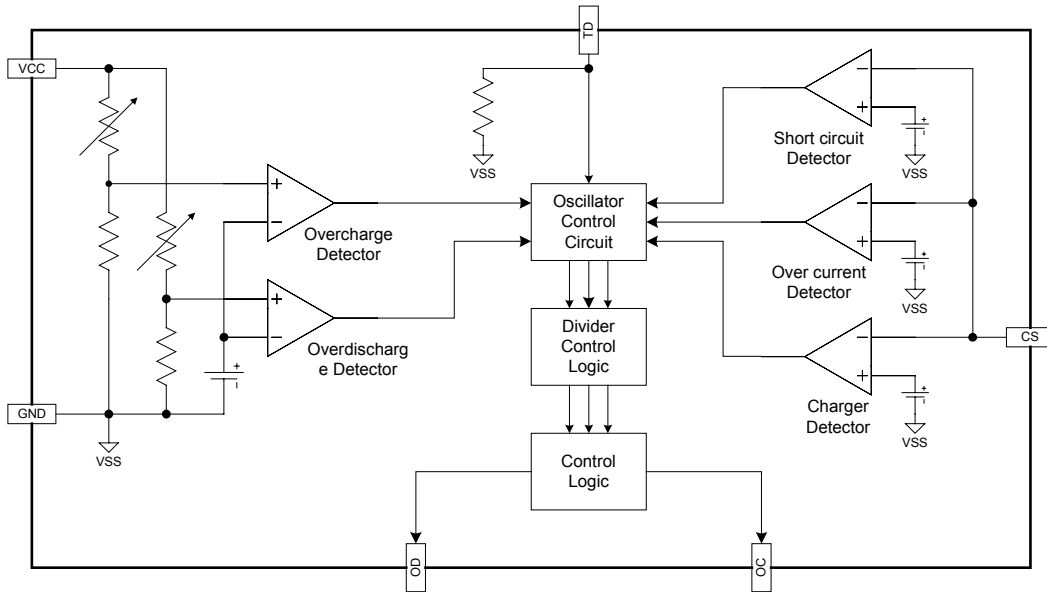 TD
VCC
+
−
Overcharge
Detector
+
−
Overdischarg
e Detector
+
-
GND
VSS
VSS
Oscillator
Control
Circuit
Divider
Control
Logic
Control
Logic
−
+
Short circuit
Detector
+
-
VSS
−
+
Over current
Detector
+
-
VSS
−
+
Charger
Detector
+
-
VSS
CS
OD
OC